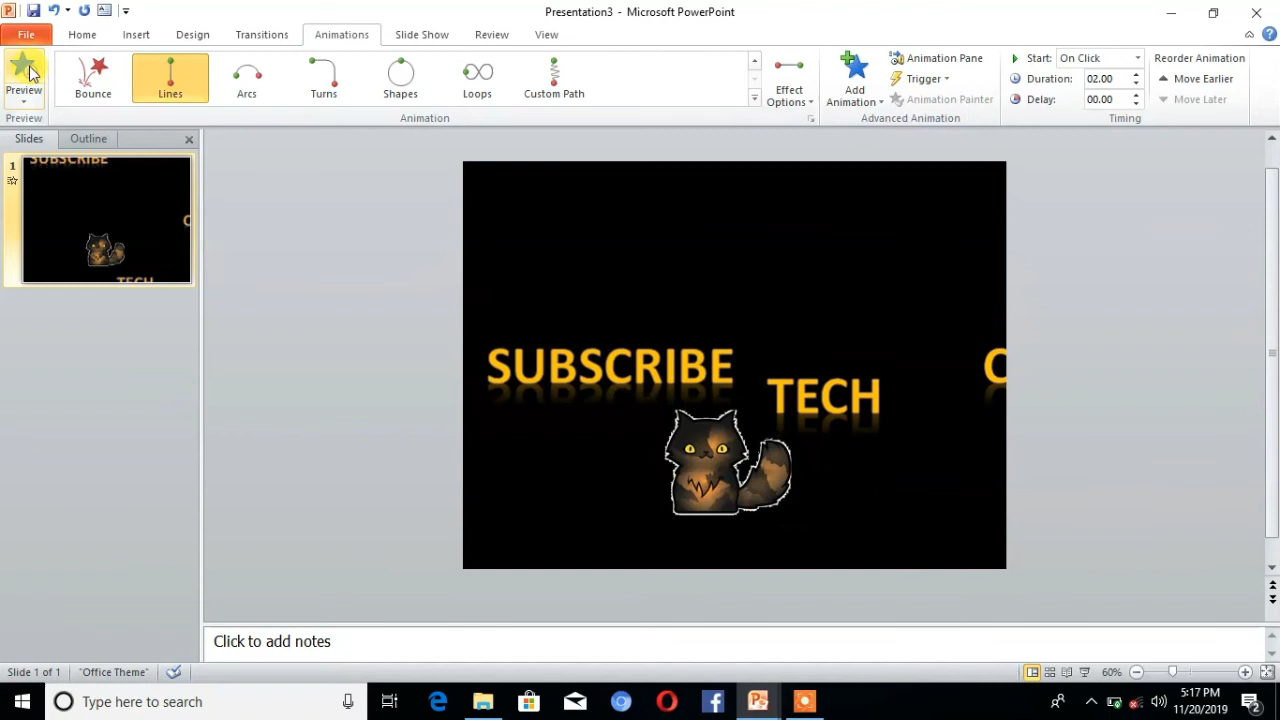 Presentation3 - Microsoft PowerPoint
File Home Insert Design Transitions Animations Slide Show Review View
Preview
Bounce Lines Arcs Turns Shapes Loops Custom Path
Effect Options
Add Animation
Animation Pane
Trigger
Animation Painter
Start: On Click
Duration: 02.00
Delay: 00.00
Reorder Animation
Move Earlier
Move Later
Preview Animation Advanced Animation Timing
Slides Outline
1
SUBSCRIBE
C
TECH
SUBSCRIBE
TECH
C
Click to add notes
Slide 1 of 1 "Office Theme" 60%
Type here to search
5:17 PM
11/20/2019
2